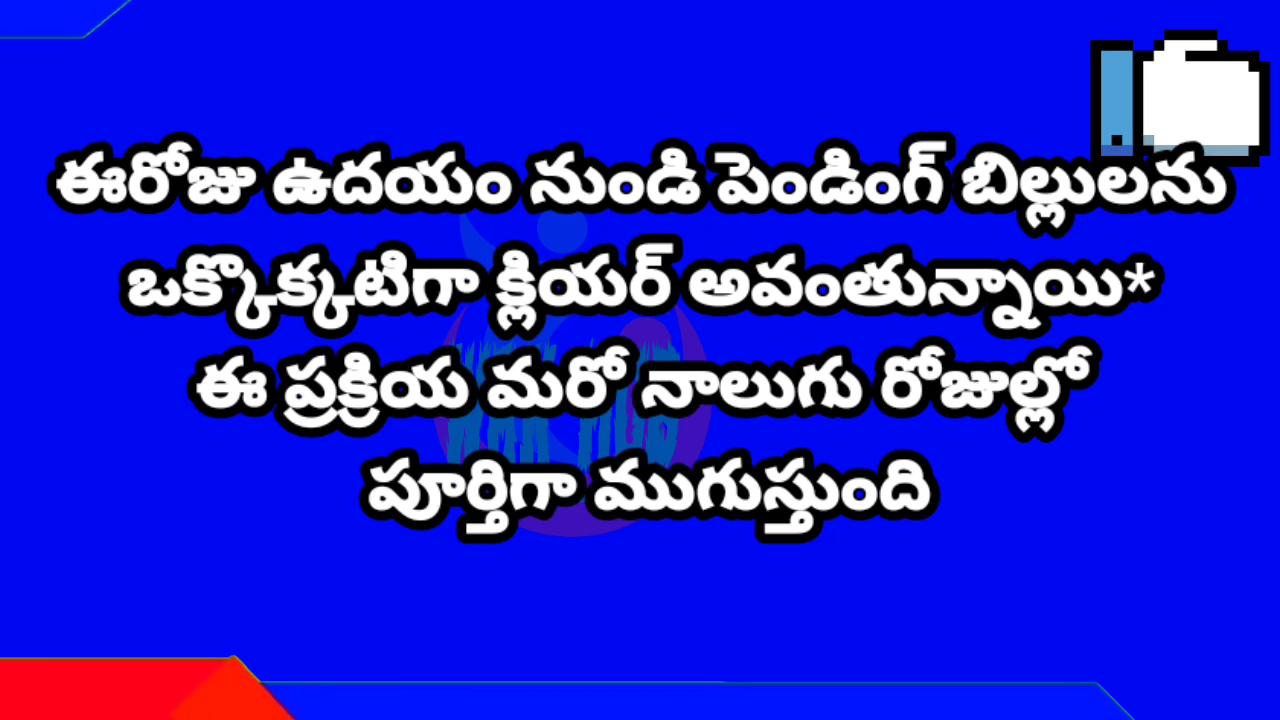 ఈరోజు ఉదయం నుండి పెండింగ్ బిల్లులను
ఒక్కొక్కటిగా క్లియర్ అవంతున్నాయి*
ఈ ప్రక్రియ మరో నాలుగు రోజుల్లో
పూర్తిగా ముగుస్తుంది